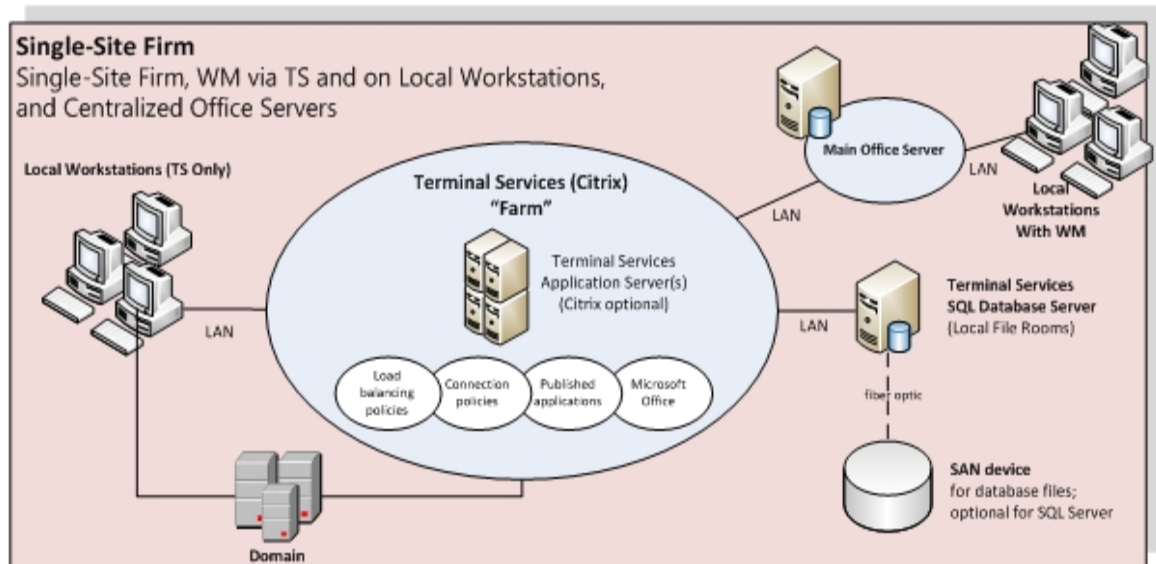 Single-Site Firm
Single-Site Firm, WM via TS and on Local Workstations,
and Centralized Office Servers
Local Workstations (TS Only)
LAN
Terminal Services (Citrix)
"Farm"
Terminal Services
Application Server(s)
(Citrix optional)
Load
balancing
policies
Connection
policies
Published
applications
Microsoft
Office
LAN
Main Office Server
LAN
Local
Workstations
With WM
LAN
Terminal Services
SQL Database Server
(Local File Rooms)
fiber optic
SAN device
for database files;
optional for SQL Server
Domain